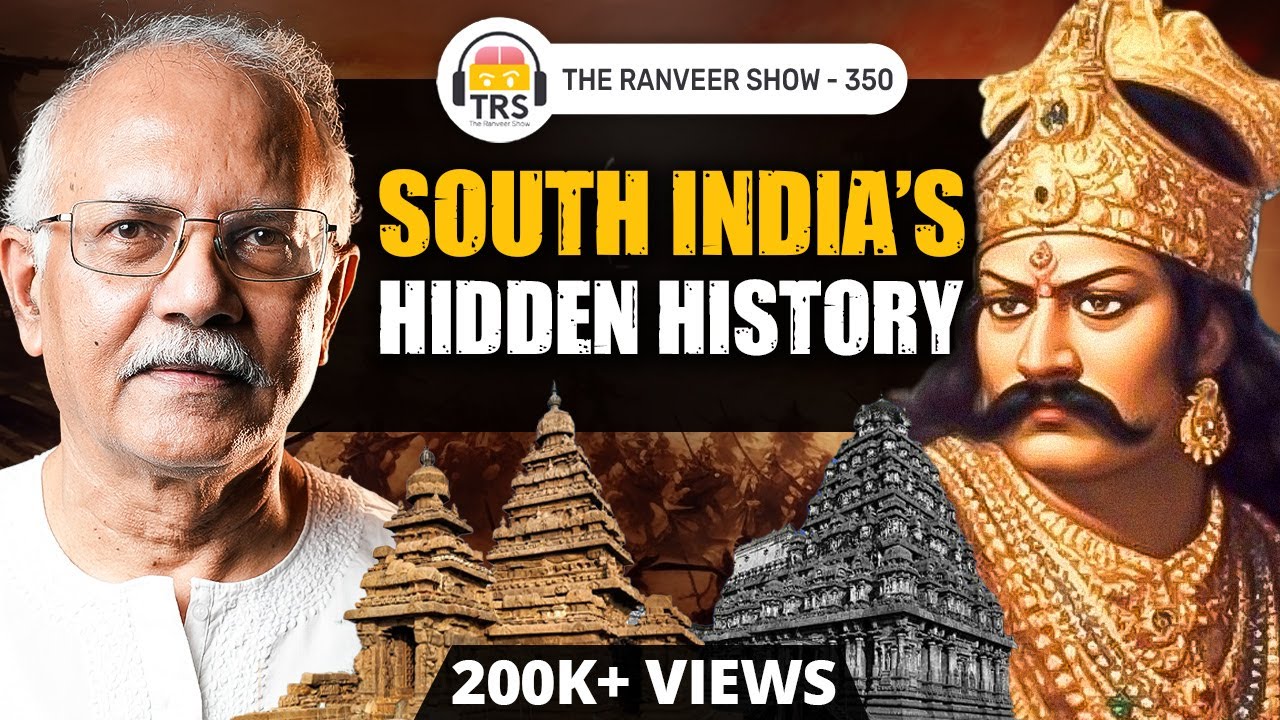 TRS
The Ranveer Show
THE RANVEER SHOW - 350
SOUTH INDIA'S
HIDDEN HISTORY
200K+ VIEWS